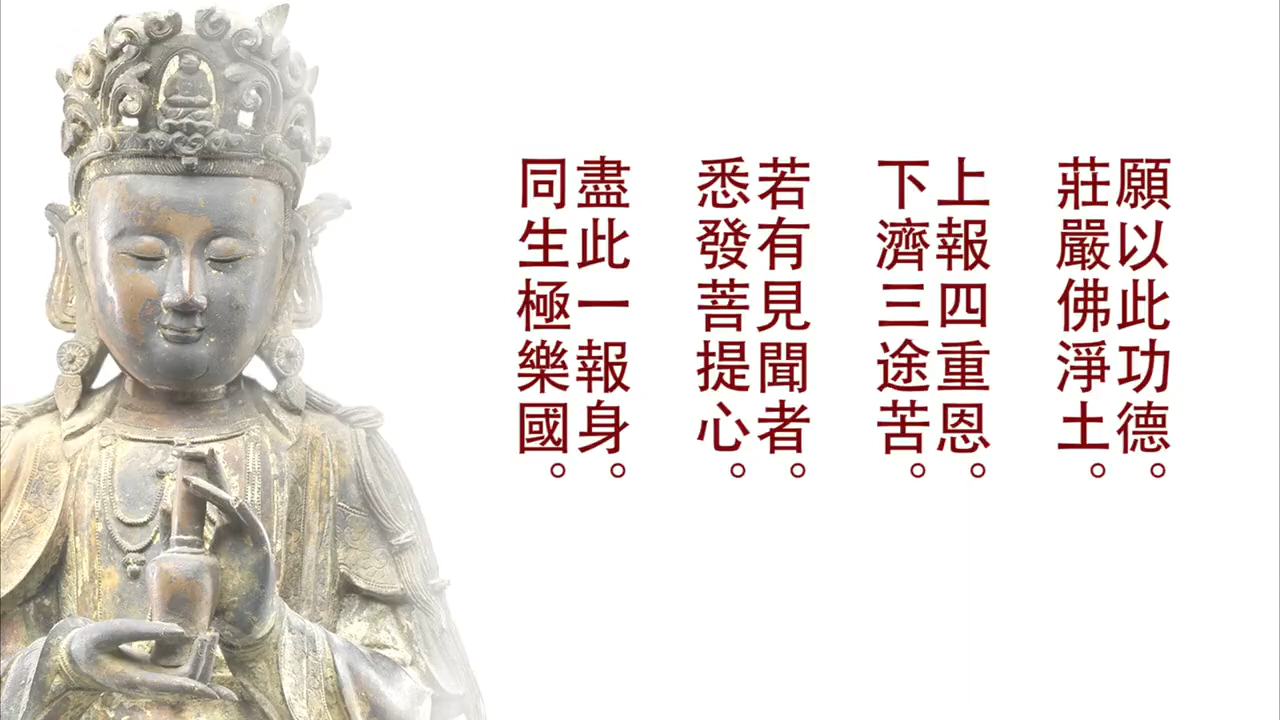 願以此功德。
莊嚴佛淨土。
上報四重恩。
下濟三途苦。
若有見聞者。
悉發菩提心。
盡此一報身。
同生極樂國。